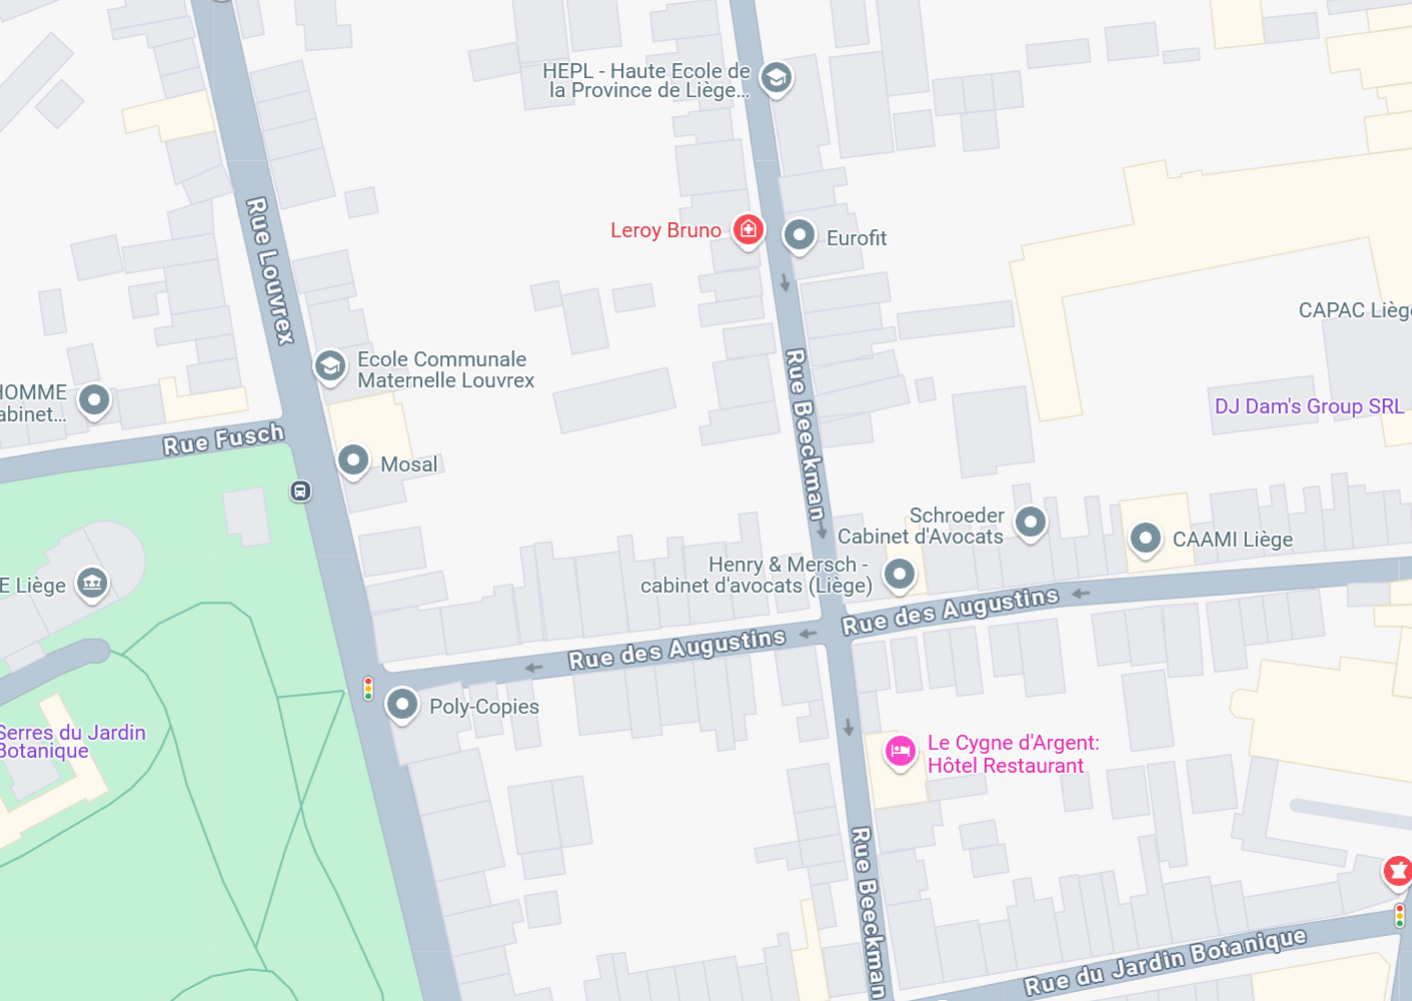 HEPL - Haute Ecole de
la Province de Liège...
Rue Louvrex
Leroy Bruno
Eurofit
CAPAC Liège
Ecole Communale
Maternelle Louvrex
HOMME
abinet...
Rue Beeckman
DJ Dam's Group SRL
Rue Fusch
Mosal
Schroeder
Cabinet d'Avocats
CAAMI Liège
Henry & Mersch -
cabinet d'avocats (Liège)
E Liège
Rue des Augustins
Rue des Augustins
Poly-Copies
Serres du Jardin
Botanique
Le Cygne d'Argent:
Hôtel Restaurant
Rue Beeckman
Rue du Jardin Botanique